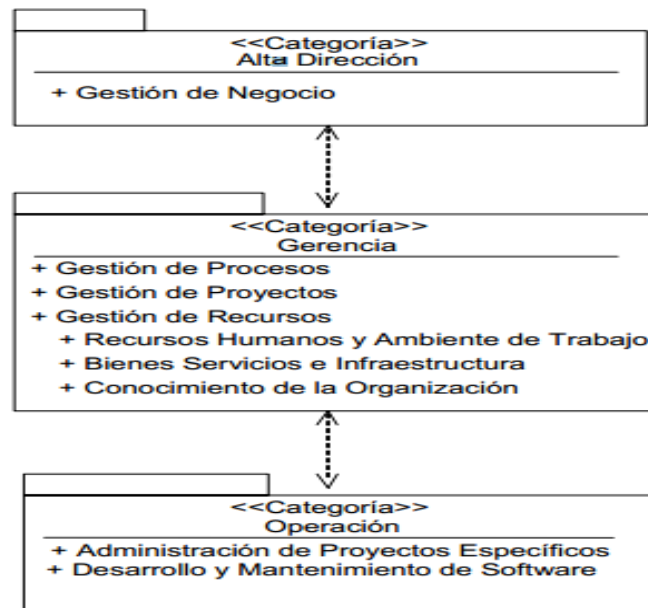 <<Categoría>>
Alta Dirección
+ Gestión de Negocio
<<Categoría>>
Gerencia
+ Gestión de Procesos
+ Gestión de Proyectos
+ Gestión de Recursos
+ Recursos Humanos y Ambiente de Trabajo
+ Bienes Servicios e Infraestructura
+ Conocimiento de la Organización
<<Categoría>>
Operación
+ Administración de Proyectos Específicos
+ Desarrollo y Mantenimiento de Software